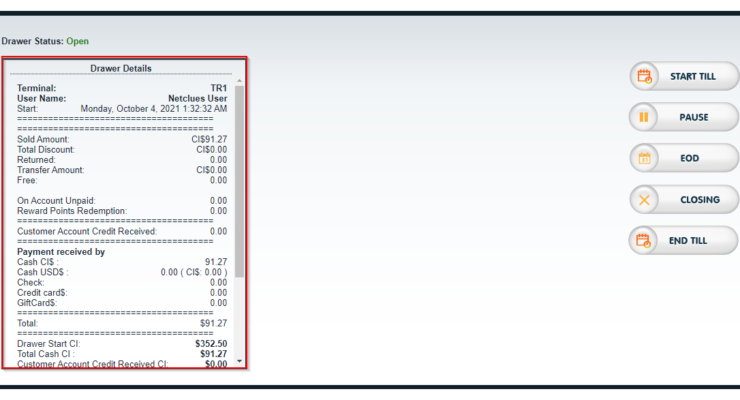 Drawer Status: Open
Drawer Details
Terminal: TR1
User Name: Netclues User
Start: Monday, October 4, 2021 1:32:32 AM
========================================
========================================
Sold Amount: CI$91.27
Total Discount: CI$0.00
Returned: 0.00
Transfer Amount: CI$0.00
Free: 0.00
On Account Unpaid: 0.00
Reward Points Redemption: 0.00
========================================
Customer Account Credit Received: 0.00
========================================
Payment received by
Cash CI$ : 91.27
Cash USD$ : 0.00 ( CI$: 0.00 )
Check: 0.00
Credit card$: 0.00
GiftCard$: 0.00
========================================
Total: $91.27
========================================
Drawer Start CI: $352.50
Total Cash CI : $91.27
Customer Account Credit Received CI: $0.00
START TILL
PAUSE
EOD
CLOSING
END TILL